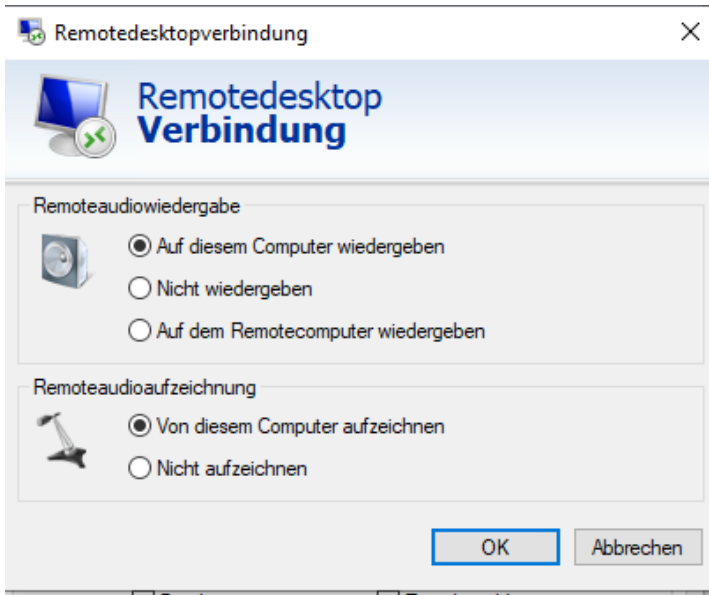 Remotedesktopverbindung
Remotedesktop
Verbindung
Remoteaudiowiedergabe
Auf diesem Computer wiedergeben
Nicht wiedergeben
Auf dem Remotecomputer wiedergeben
Remoteaudioaufzeichnung
Von diesem Computer aufzeichnen
Nicht aufzeichnen
OK
Abbrechen